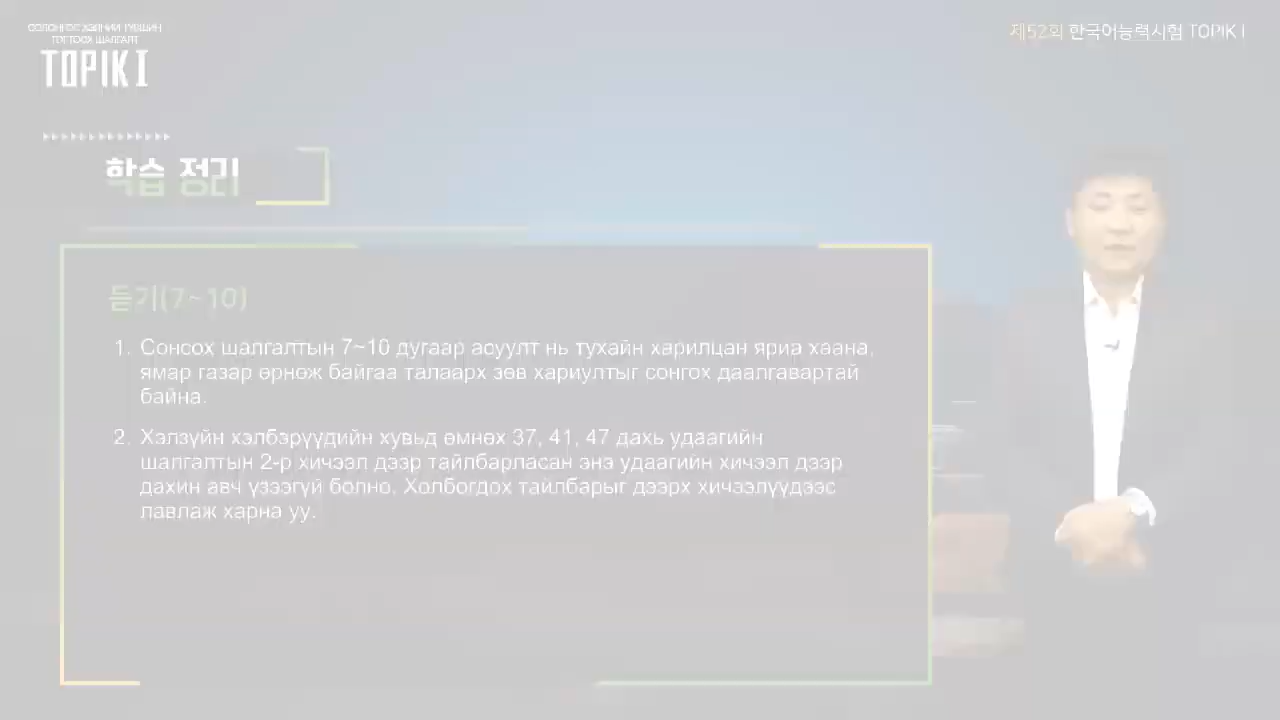 СОЛОНГОС ХЭЛНИЙ ТҮВШИН
ТОГТООХ ШАЛГАЛТ
TOPIK I
제52회 한국어능력시험 TOPIK I
학습 정리
듣기(7~10)
1. Сонсох шалгалтын 7~10 дугаар асуулт нь тухайн харилцан яриа хаана,
ямар газар өрнөж байгаа талаарх зөв хариултыг сонгох даалгавартай
байна.
2. Хэлзүйн хэлбэрүүдийн хувьд өмнөх 37, 41, 47 дахь удаагийн
шалгалтын 2-р хичээл дээр тайлбарласан энэ удаагийн хичээл дээр
дахин авч үзээгүй болно. Холбогдох тайлбарыг дээрх хичээлүүдээс
лавлаж харна уу.